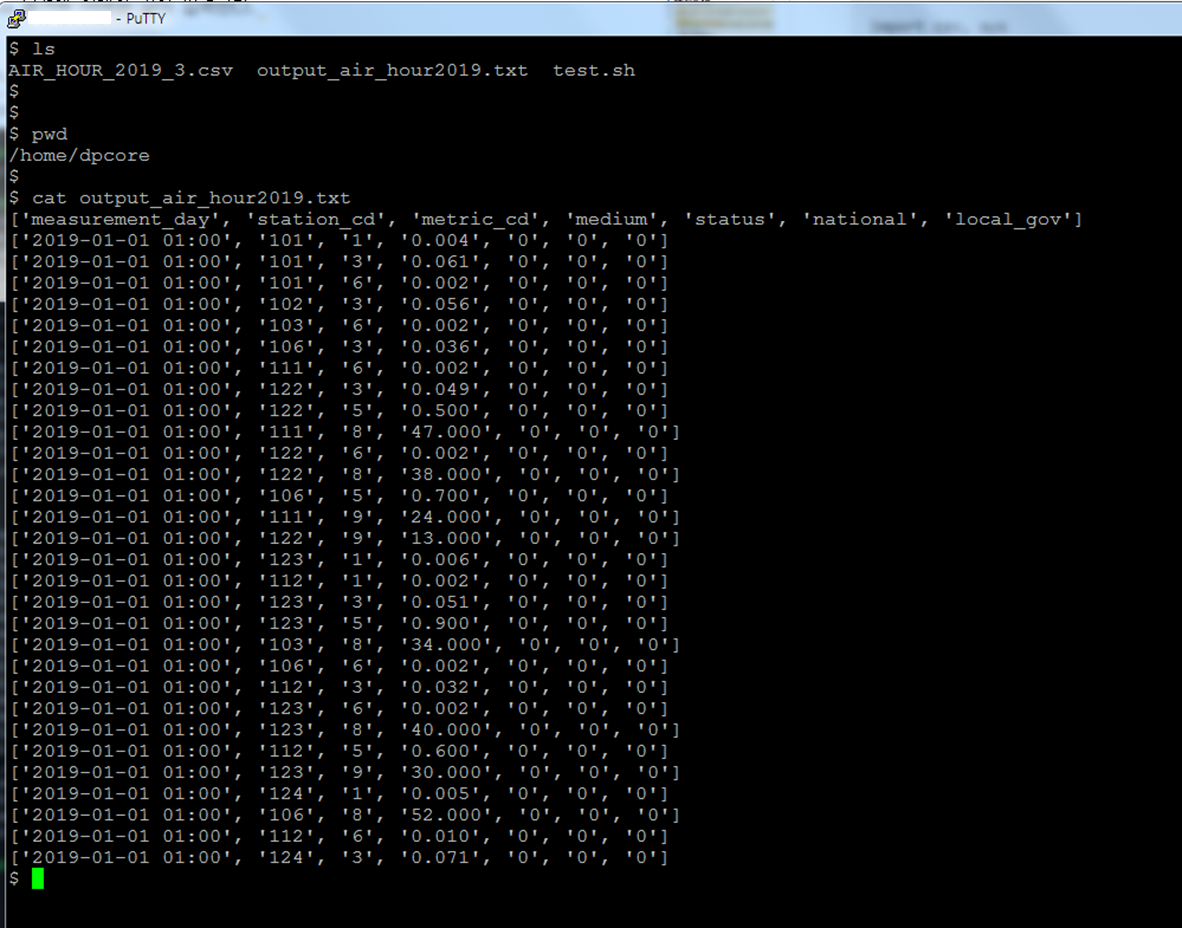 - PuTTY
$ ls
AIR_HOUR_2019_3.csv  output_air_hour2019.txt  test.sh
$
$
$ pwd
/home/dpcore
$
$ cat output_air_hour2019.txt
['measurement_day', 'station_cd', 'metric_cd', 'medium', 'status', 'national', 'local_gov']
['2019-01-01 01:00', '101', '1', '0.004', '0', '0', '0']
['2019-01-01 01:00', '101', '3', '0.061', '0', '0', '0']
['2019-01-01 01:00', '101', '6', '0.002', '0', '0', '0']
['2019-01-01 01:00', '102', '3', '0.056', '0', '0', '0']
['2019-01-01 01:00', '103', '6', '0.002', '0', '0', '0']
['2019-01-01 01:00', '106', '3', '0.036', '0', '0', '0']
['2019-01-01 01:00', '111', '6', '0.002', '0', '0', '0']
['2019-01-01 01:00', '122', '3', '0.049', '0', '0', '0']
['2019-01-01 01:00', '122', '5', '0.500', '0', '0', '0']
['2019-01-01 01:00', '111', '8', '47.000', '0', '0', '0']
['2019-01-01 01:00', '122', '6', '0.002', '0', '0', '0']
['2019-01-01 01:00', '122', '8', '38.000', '0', '0', '0']
['2019-01-01 01:00', '106', '5', '0.700', '0', '0', '0']
['2019-01-01 01:00', '111', '9', '24.000', '0', '0', '0']
['2019-01-01 01:00', '122', '9', '13.000', '0', '0', '0']
['2019-01-01 01:00', '123', '1', '0.006', '0', '0', '0']
['2019-01-01 01:00', '112', '1', '0.002', '0', '0', '0']
['2019-01-01 01:00', '123', '3', '0.051', '0', '0', '0']
['2019-01-01 01:00', '123', '5', '0.900', '0', '0', '0']
['2019-01-01 01:00', '103', '8', '34.000', '0', '0', '0']
['2019-01-01 01:00', '106', '6', '0.002', '0', '0', '0']
['2019-01-01 01:00', '112', '3', '0.032', '0', '0', '0']
['2019-01-01 01:00', '123', '6', '0.002', '0', '0', '0']
['2019-01-01 01:00', '123', '8', '40.000', '0', '0', '0']
['2019-01-01 01:00', '112', '5', '0.600', '0', '0', '0']
['2019-01-01 01:00', '123', '9', '30.000', '0', '0', '0']
['2019-01-01 01:00', '124', '1', '0.005', '0', '0', '0']
['2019-01-01 01:00', '106', '8', '52.000', '0', '0', '0']
['2019-01-01 01:00', '112', '6', '0.010', '0', '0', '0']
['2019-01-01 01:00', '124', '3', '0.071', '0', '0', '0']
$